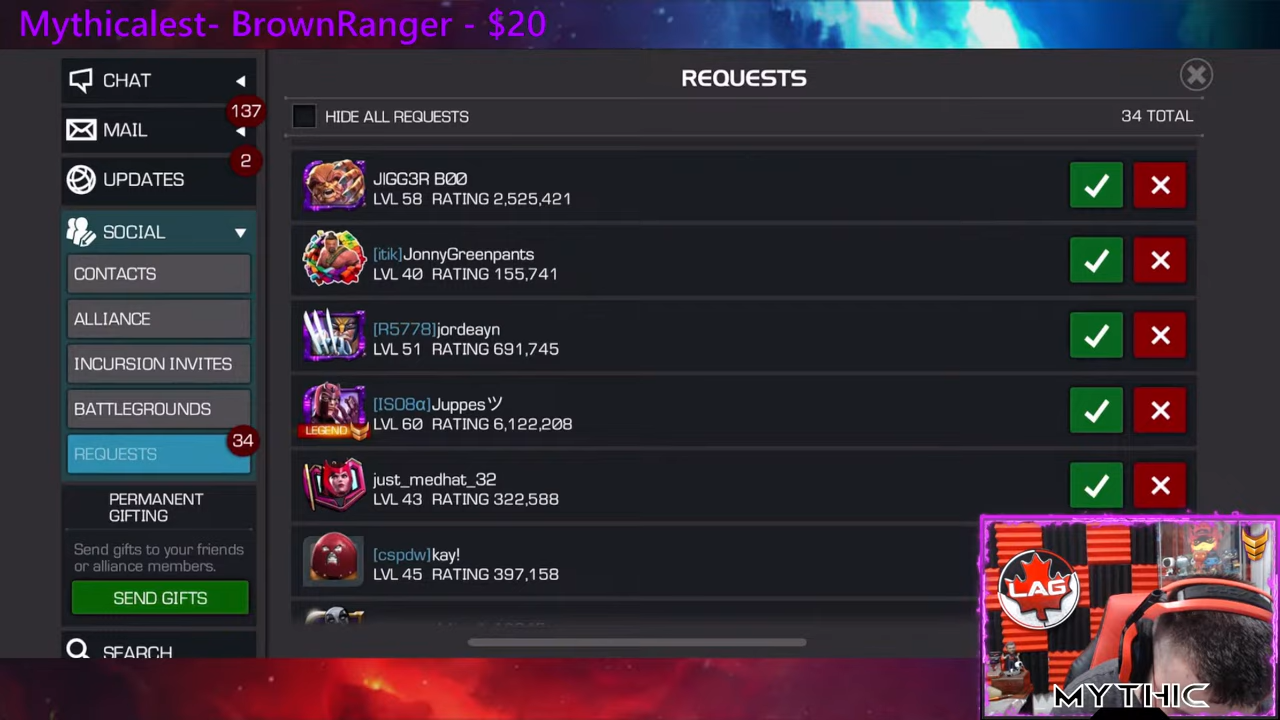 Mythicalest- BrownRanger - $20
CHAT
137
MAIL
2
UPDATES
SOCIAL
CONTACTS
ALLIANCE
INCURSION INVITES
BATTLEGROUNDS
34
REQUESTS
PERMANENT
GIFTING
Send gifts to your friends
or alliance members.
SEND GIFTS
SEARCH
REQUESTS
HIDE ALL REQUESTS
34 TOTAL
JIGG3R BØØ
LVL 58 RATING 2,525,421
[itik]JonnyGreenpants
LVL 40 RATING 155,741
[R5778]jordeayn
LVL 51 RATING 691,745
[ISO8α]Juppesツ
LVL 60 RATING 6,122,208
LEGEND
just_medhat_32
LVL 43 RATING 322,588
[cspdw]kay!
LVL 45 RATING 397,158
LAG
MYTHIC